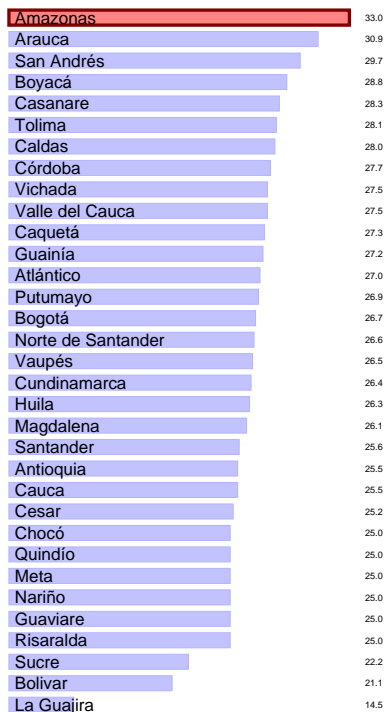 Amazonas 33.0
Arauca 30.9
San Andrés 29.7
Boyacá 28.8
Casanare 28.3
Tolima 28.1
Caldas 28.0
Córdoba 27.7
Vichada 27.5
Valle del Cauca 27.5
Caquetá 27.3
Guainía 27.2
Atlántico 27.0
Putumayo 26.9
Bogotá 26.7
Norte de Santander 26.6
Vaupés 26.5
Cundinamarca 26.4
Huila 26.3
Magdalena 26.1
Santander 25.6
Antioquia 25.5
Cauca 25.5
Cesar 25.2
Chocó 25.0
Quindío 25.0
Meta 25.0
Nariño 25.0
Guaviare 25.0
Risaralda 25.0
Sucre 22.2
Bolivar 21.1
La Guajira 14.5